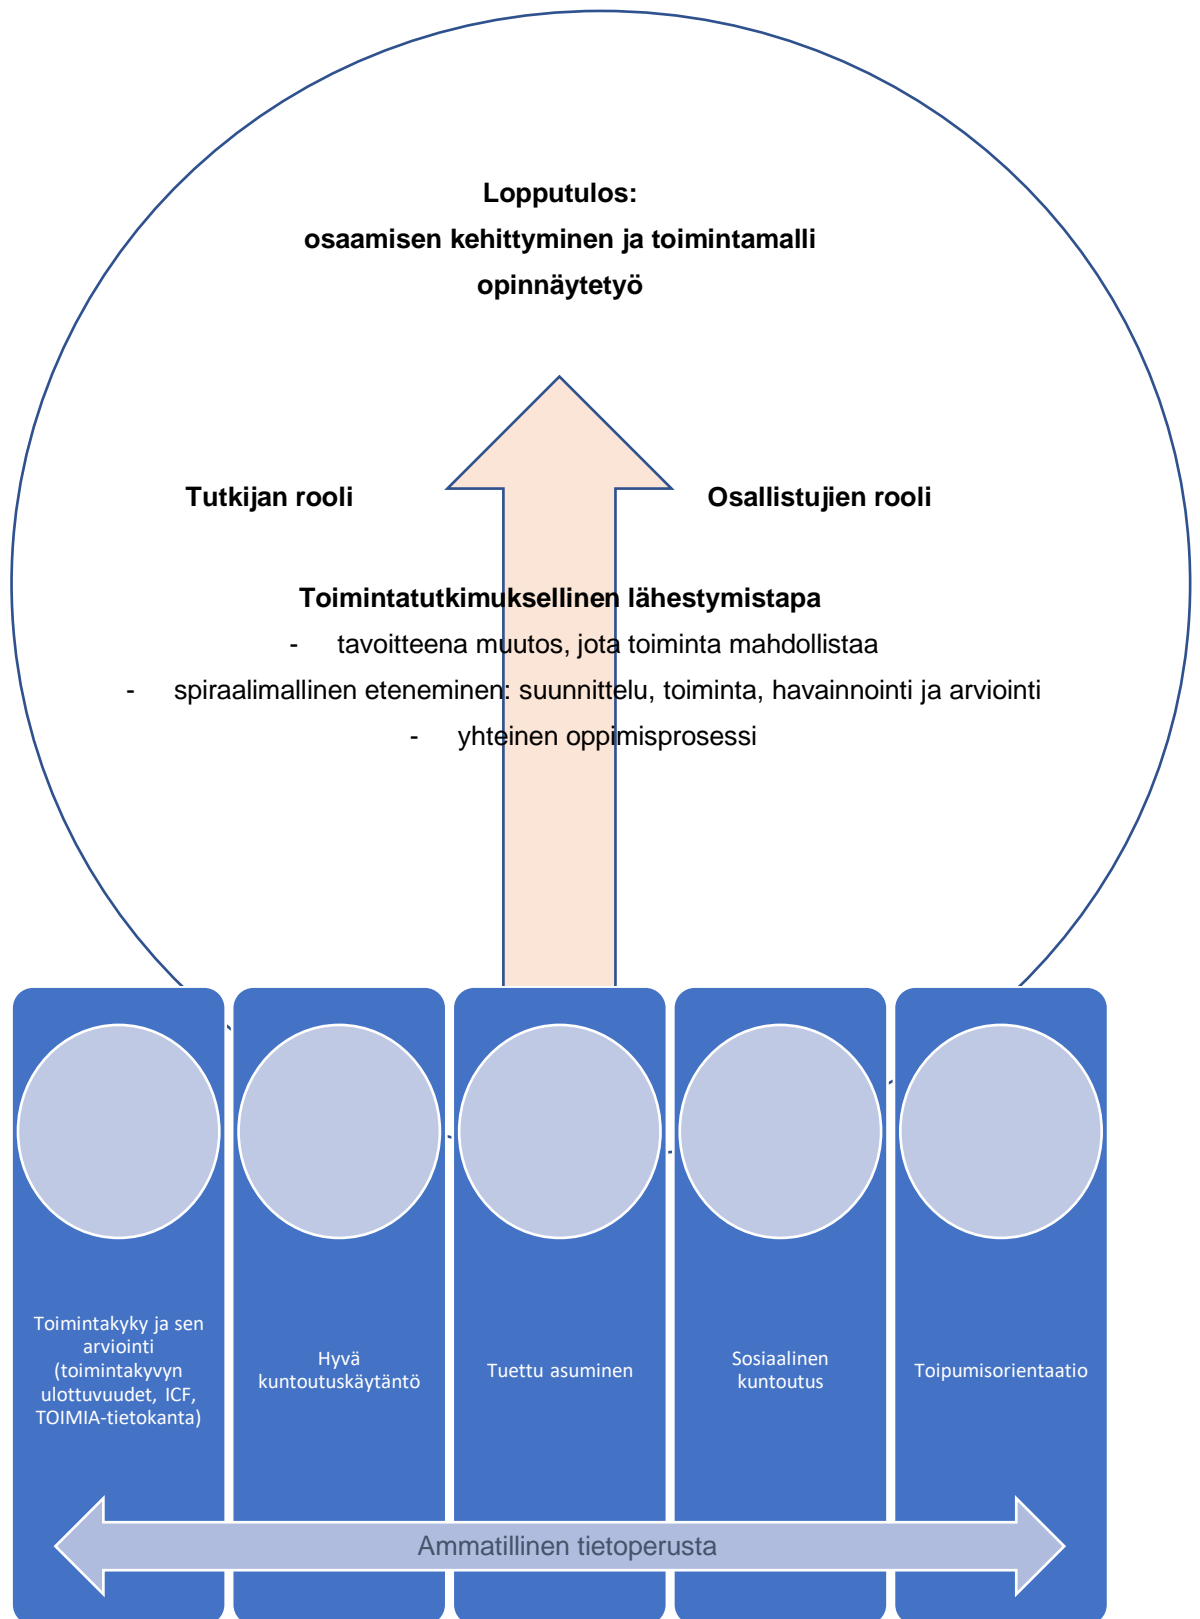 Lopputulos:
osaamisen kehittyminen ja toimintamalli
opinnäytetyö
Tutkijan rooli
Osallistujien rooli
Toimintatutkimuksellinen lähestymistapa
- tavoitteena muutos, jota toiminta mahdollistaa
- spiraalimallinen eteneminen: suunnittelu, toiminta, havainnointi ja arviointi
- yhteinen oppimisprosessi
Toimintakyky ja sen
arviointi
(toimintakyvyn
ulottuvuudet, ICF,
TOIMIA-tietokanta)
Hyvä
kuntoutuskäytäntö
Tuettu asuminen
Sosiaalinen
kuntoutus
Toipumisorientaatio
Ammatillinen tietoperusta